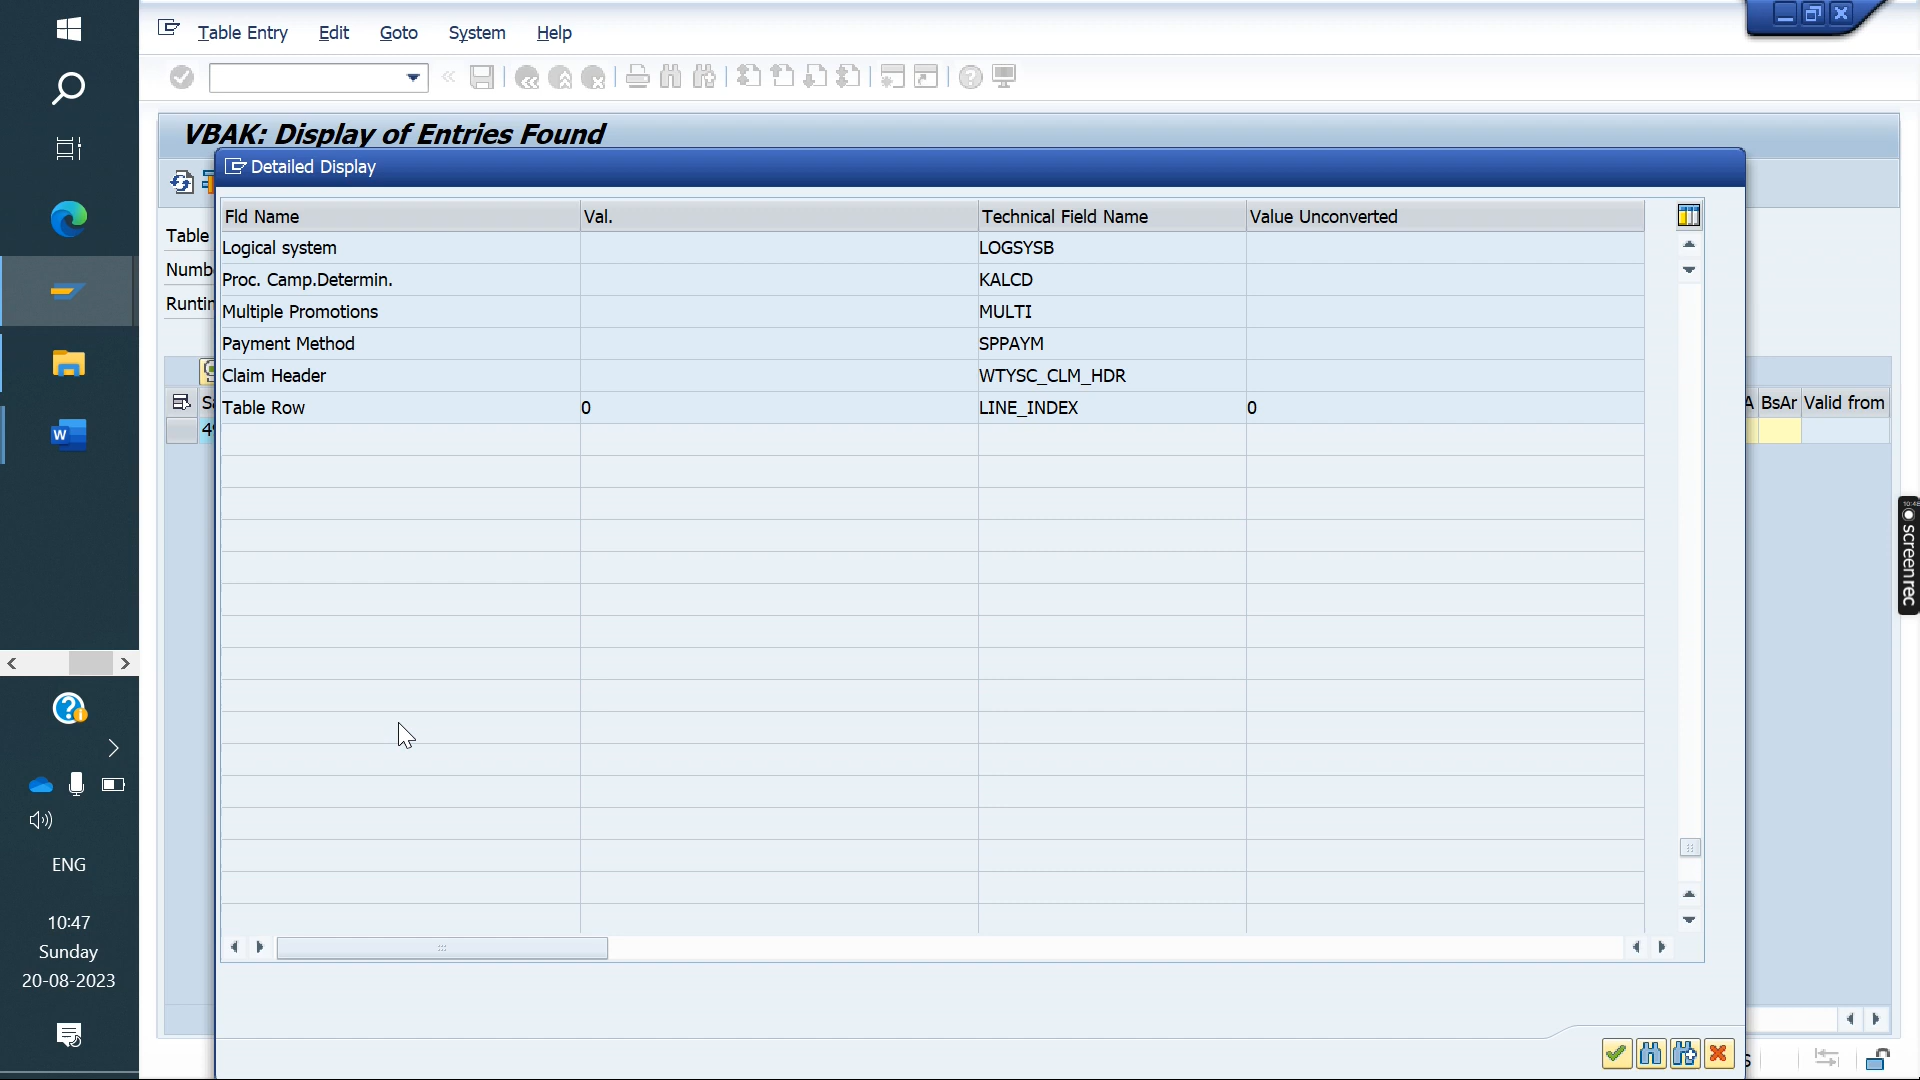 Table Entry Edit Goto System Help
VBAK: Display of Entries Found
Detailed Display
Fld Name Val. Technical Field Name Value Unconverted
Table
Logical system LOGSYSB
Numb
Proc. Camp.Determin. KALCD
Runtin
Multiple Promotions MULTI
Payment Method SPPAYM
Claim Header WTYSC_CLM_HDR
Table Row 0 LINE_INDEX 0
A BsAr Valid from
screenrec
ENG
10:47
Sunday
20-08-2023